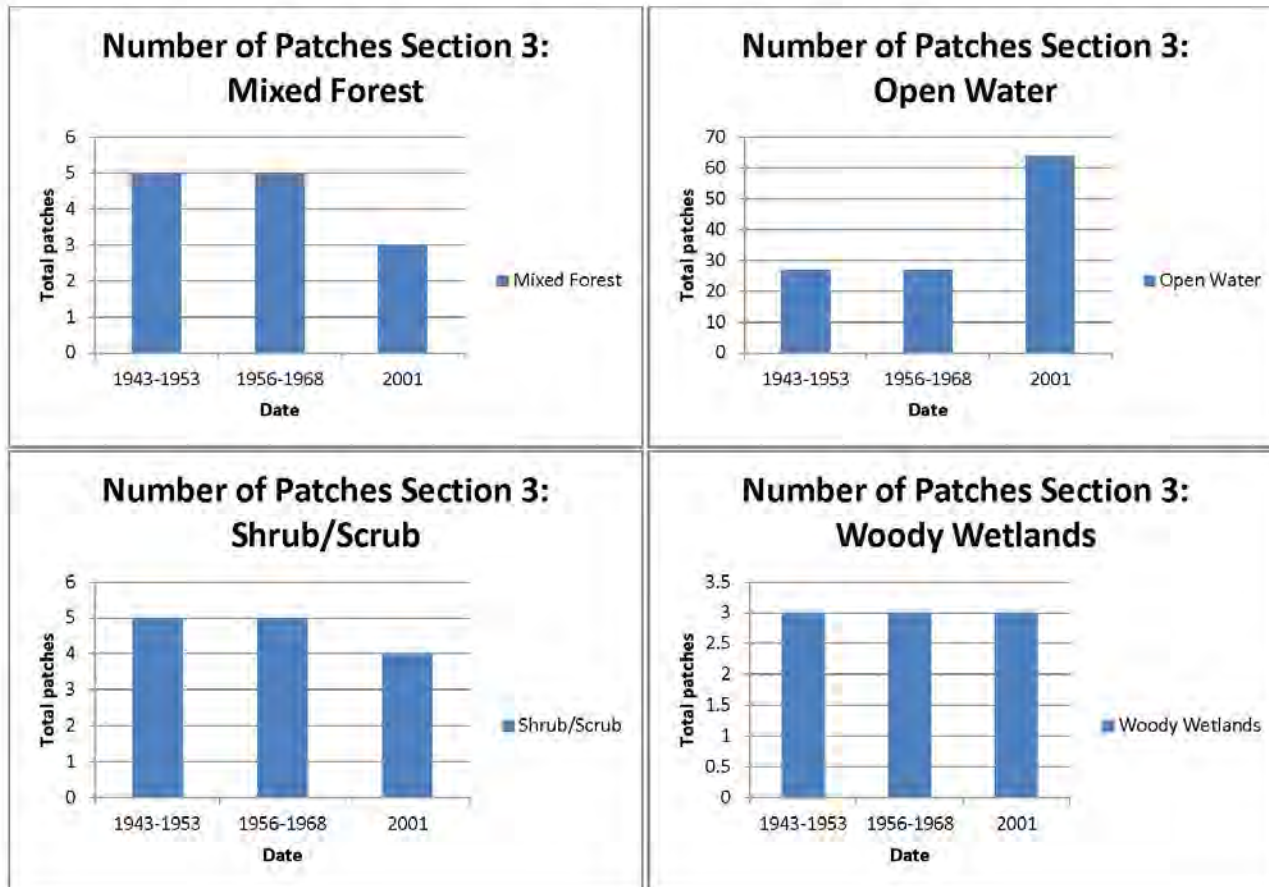 Number of Patches Section 3:
Mixed Forest
6
5
4
3
2
1
0
Total patches
1943-1953
1956-1968
2001
Date
Mixed Forest
Number of Patches Section 3:
Open Water
70
60
50
40
30
20
10
0
Total patches
1943-1953
1956-1968
2001
Date
Open Water
Number of Patches Section 3:
Shrub/Scrub
6
5
4
3
2
1
0
Total patches
1943-1953
1956-1968
2001
Date
Shrub/Scrub
Number of Patches Section 3:
Woody Wetlands
3.5
3
2.5
2
1.5
1
0.5
0
Total patches
1943-1953
1956-1968
2001
Date
Woody Wetlands